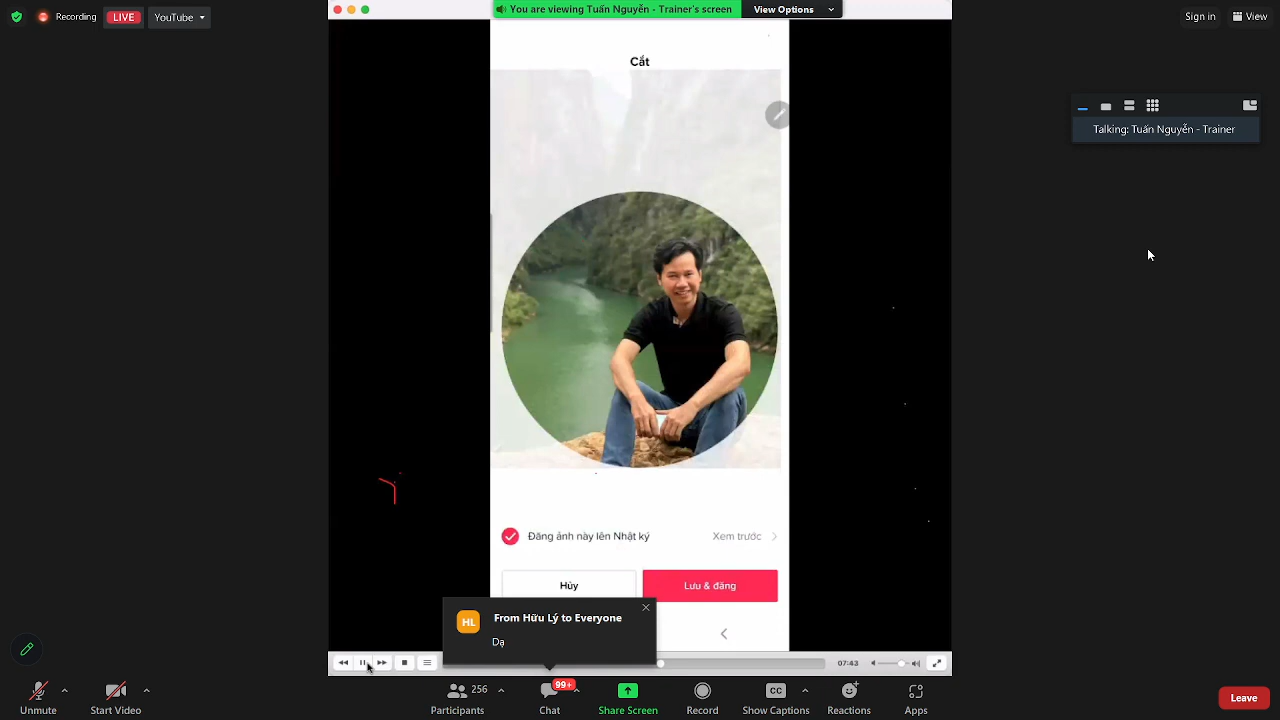 Recording
LIVE
YouTube
You are viewing Tuấn Nguyễn - Trainer's screen
View Options
View
Talking: Tuấn Nguyễn - Trainer
Cắt
Đăng ảnh này lên Nhật ký
Xem trước
Hủy
Lưu & đăng
HL
From Hữu Lý to Everyone
Dạ
07:43
Unmute
Start Video
256
Participants
99+
Chat
Share Screen
Record
CC
Show Captions
Reactions
Apps
Leave